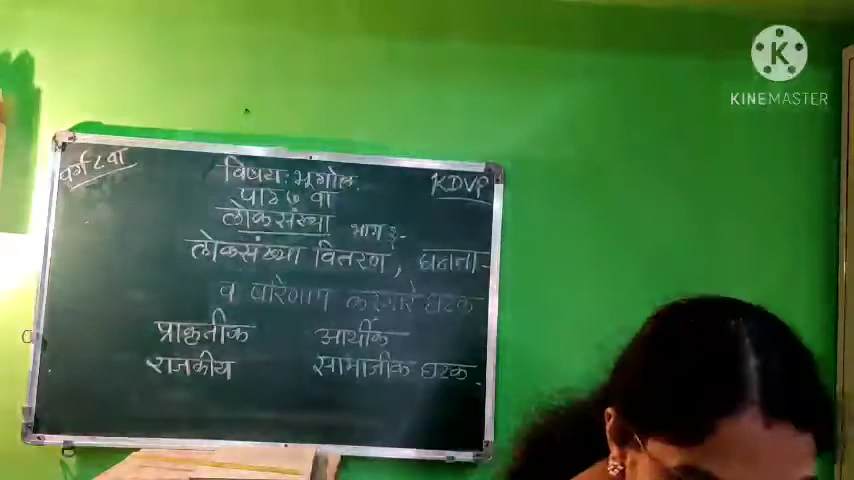 वर्ग ८ वा
विषय: भूगोल.
KDVP
पाठ ७ वा
लोकसंख्या भाग ३:-
लोकसंख्या वितरण, घनता
व परिणाम करणारे घटक
प्राकृतीक आर्थीक
राजकीय सामाजीक घटक.
KINEMASTER